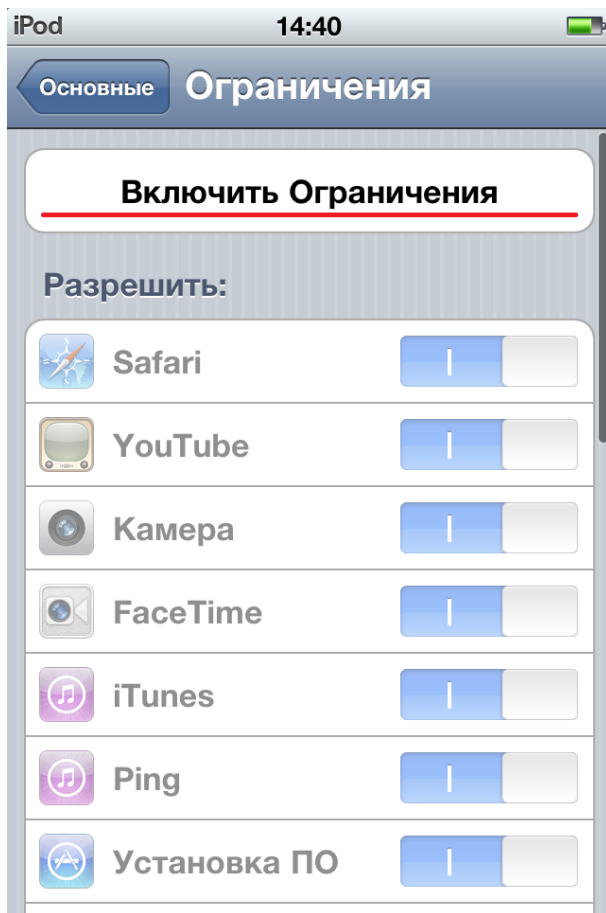 iPod 14:40
Основные Ограничения
Включить Ограничения
Разрешить:
Safari
YouTube
Камера
FaceTime
iTunes
Ping
Установка ПО